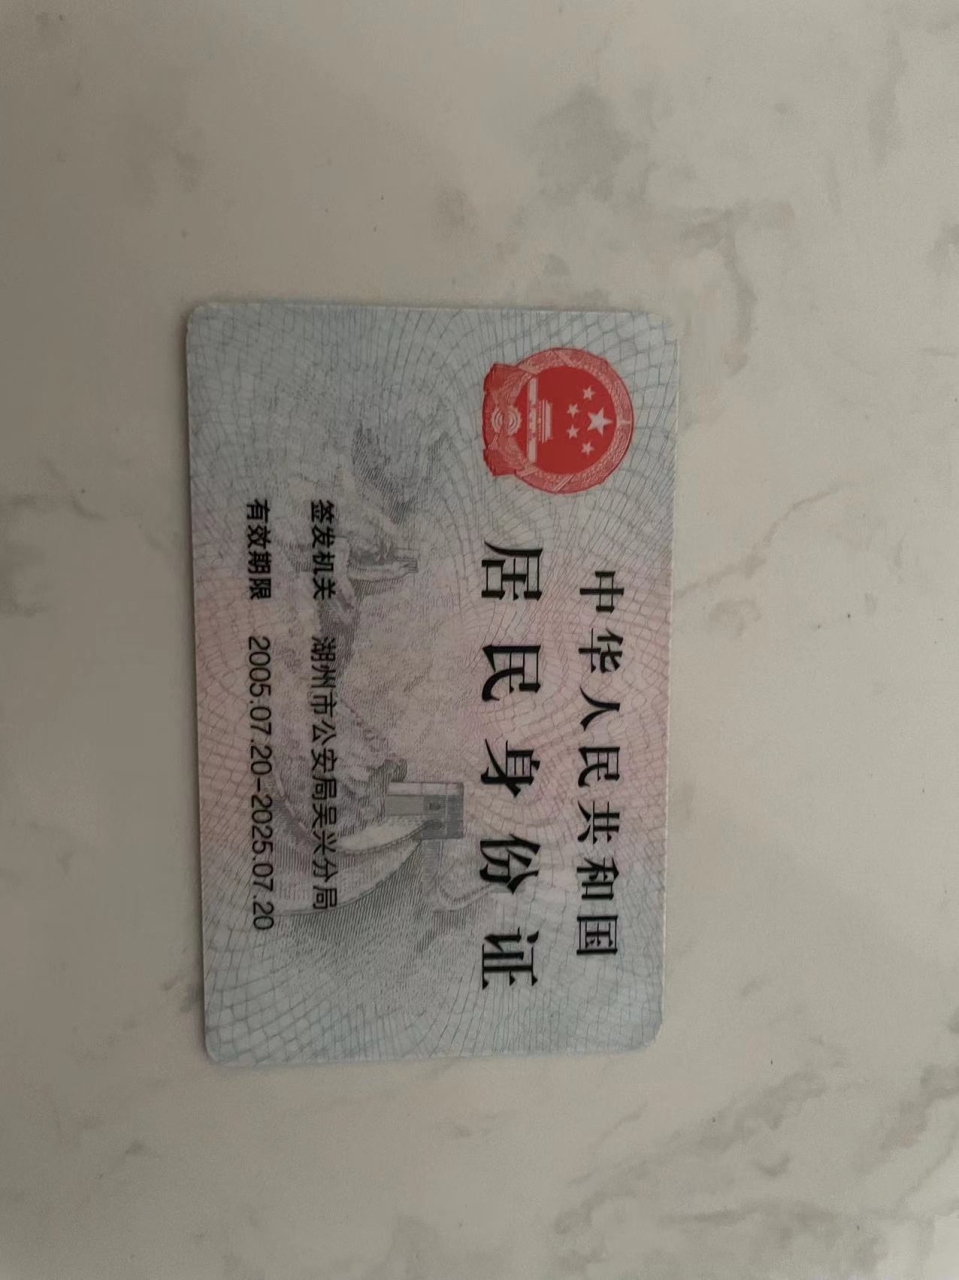 中华人民共和国
居民身份证
签发机关 湖州市公安局吴兴分局
有效期限 2005.07.20-2025.07.20